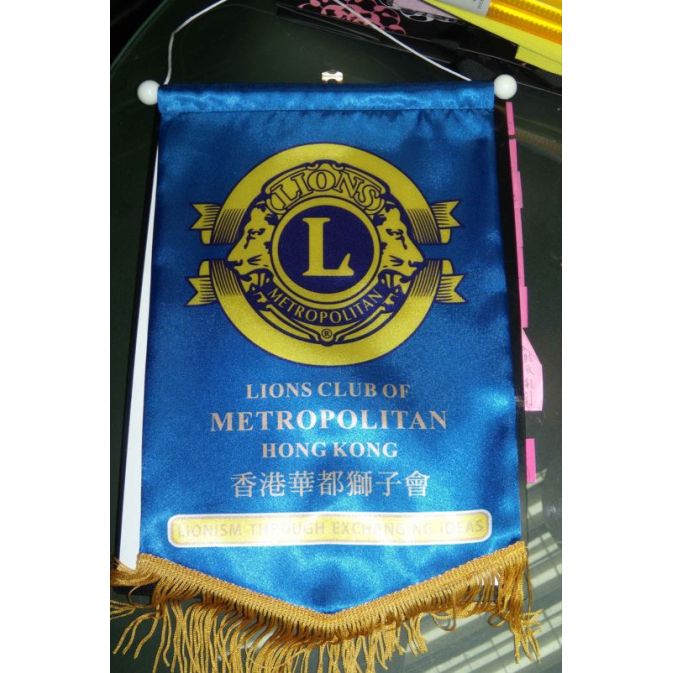 LIONS
L
METROPOLITAN
®
LIONS CLUB OF
METROPOLITAN
HONG KONG
香港華都獅子會
LIONISM THROUGH EXCHANGING IDEAS